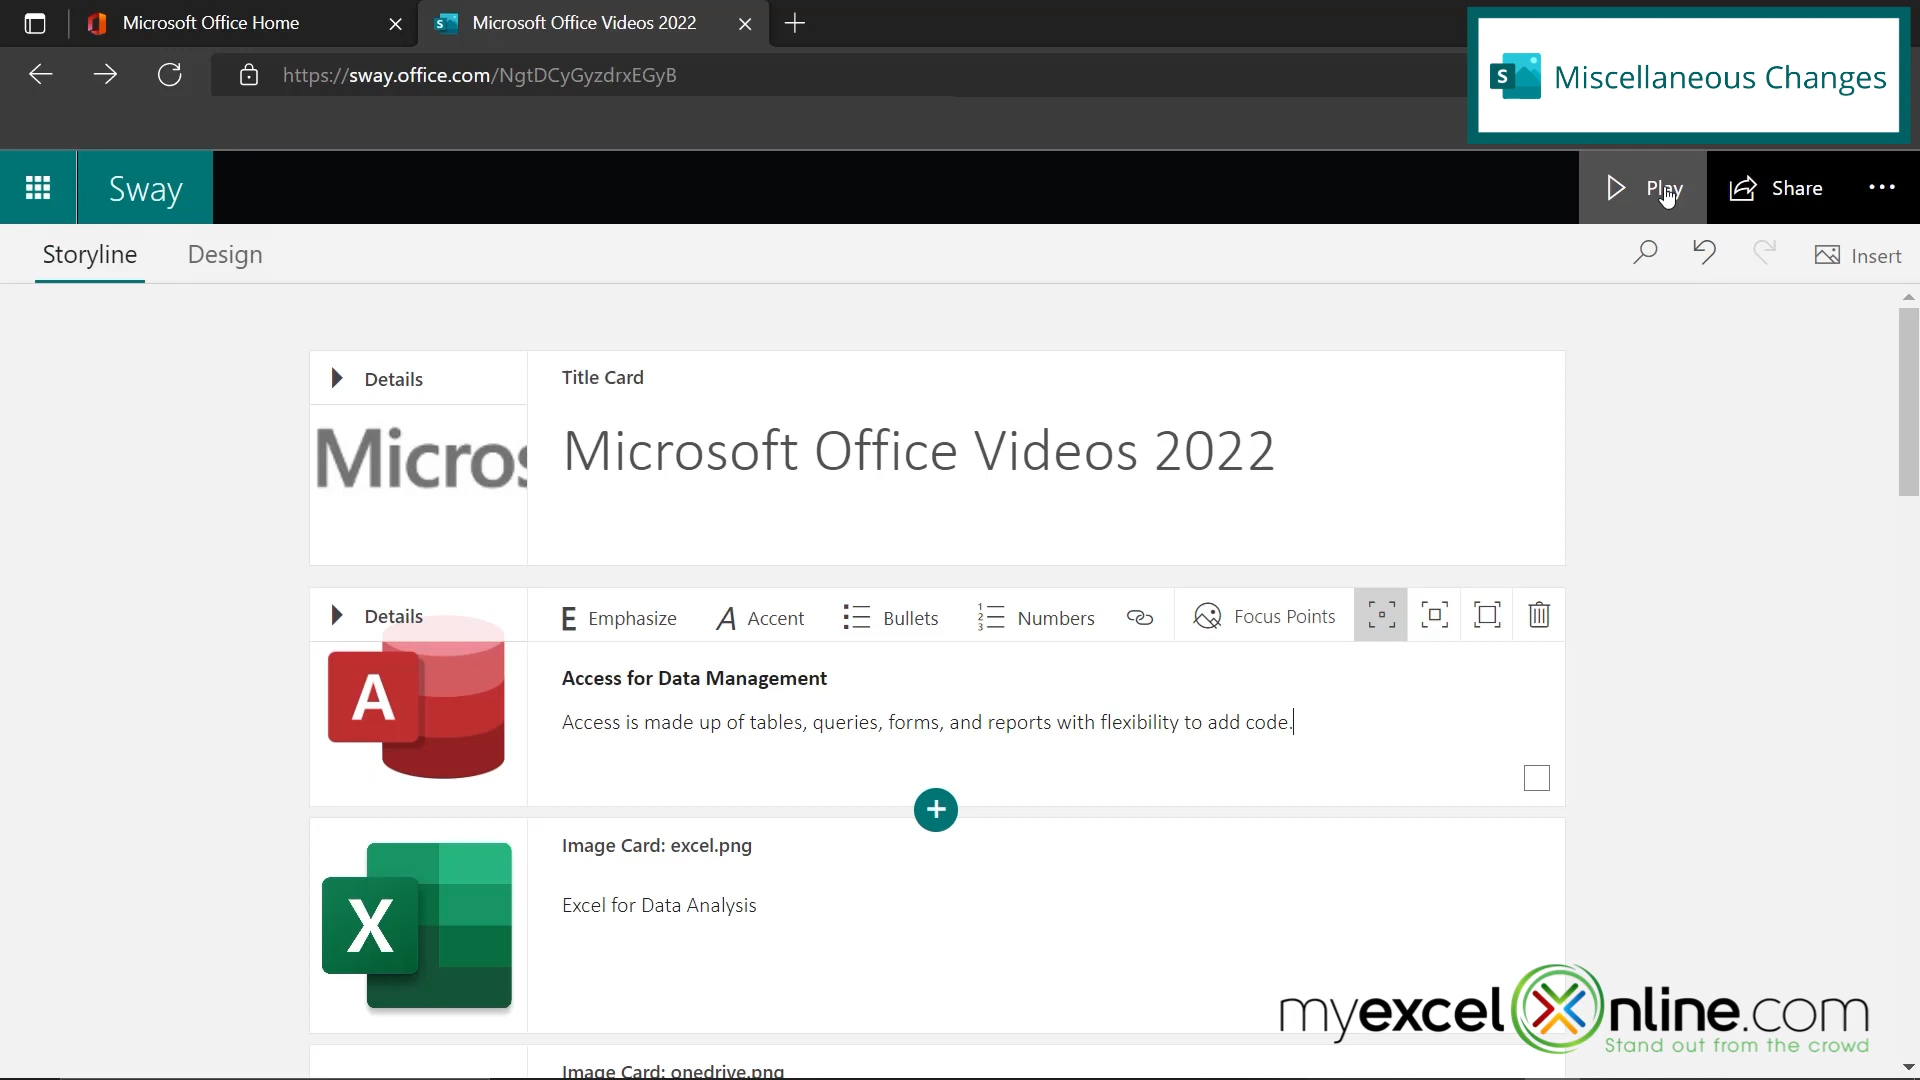 Microsoft Office Home
Microsoft Office Videos 2022
https://sway.office.com/NgtDCyGyzdrxEGyB
S Miscellaneous Changes
Sway
Play
Share
Storyline
Design
Insert
Details
Title Card
Micros
Microsoft Office Videos 2022
Details
E Emphasize
A Accent
Bullets
1 2 3 Numbers
Focus Points
A
Access for Data Management
Access is made up of tables, queries, forms, and reports with flexibility to add code.
X
Image Card: excel.png
Excel for Data Analysis
myexcelonline.com
Stand out from the crowd
Image Card: onedrive.png